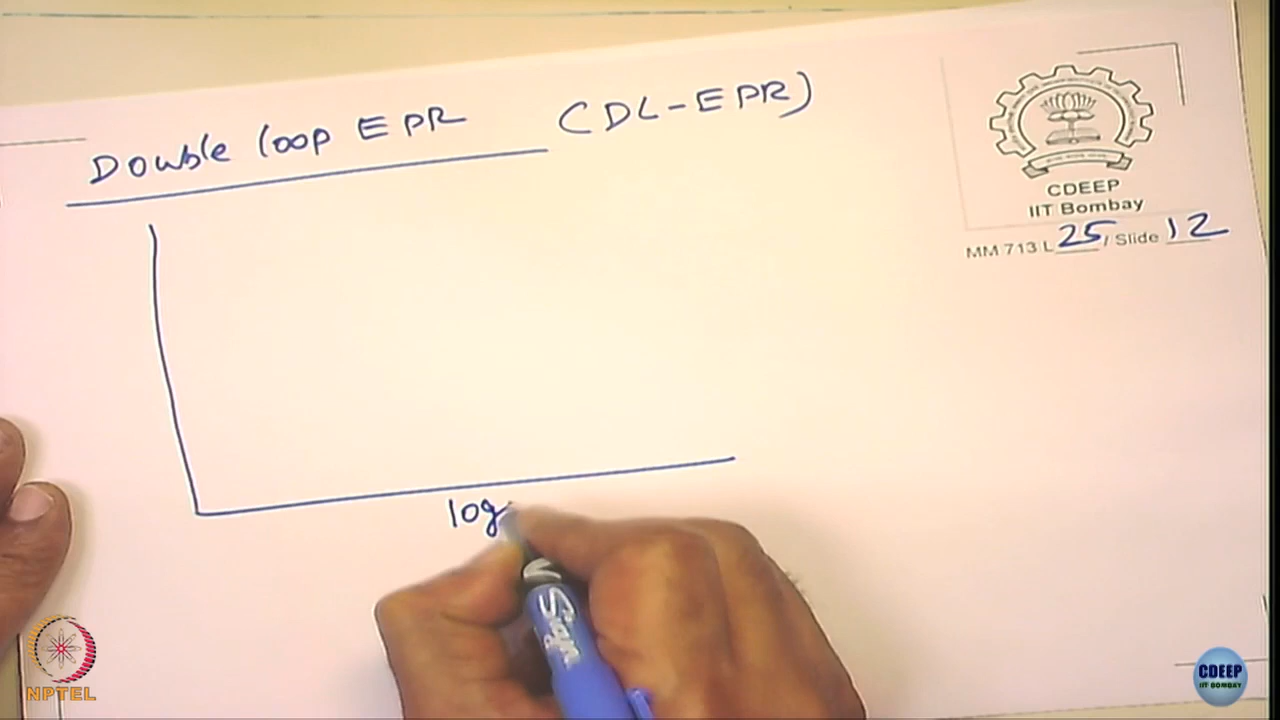 Double loop EPR (DL-EPR)
CDEEP
IIT Bombay
MM 713 L 25 / Slide 12
log
NPTEL
CDEEP
IIT BOMBAY